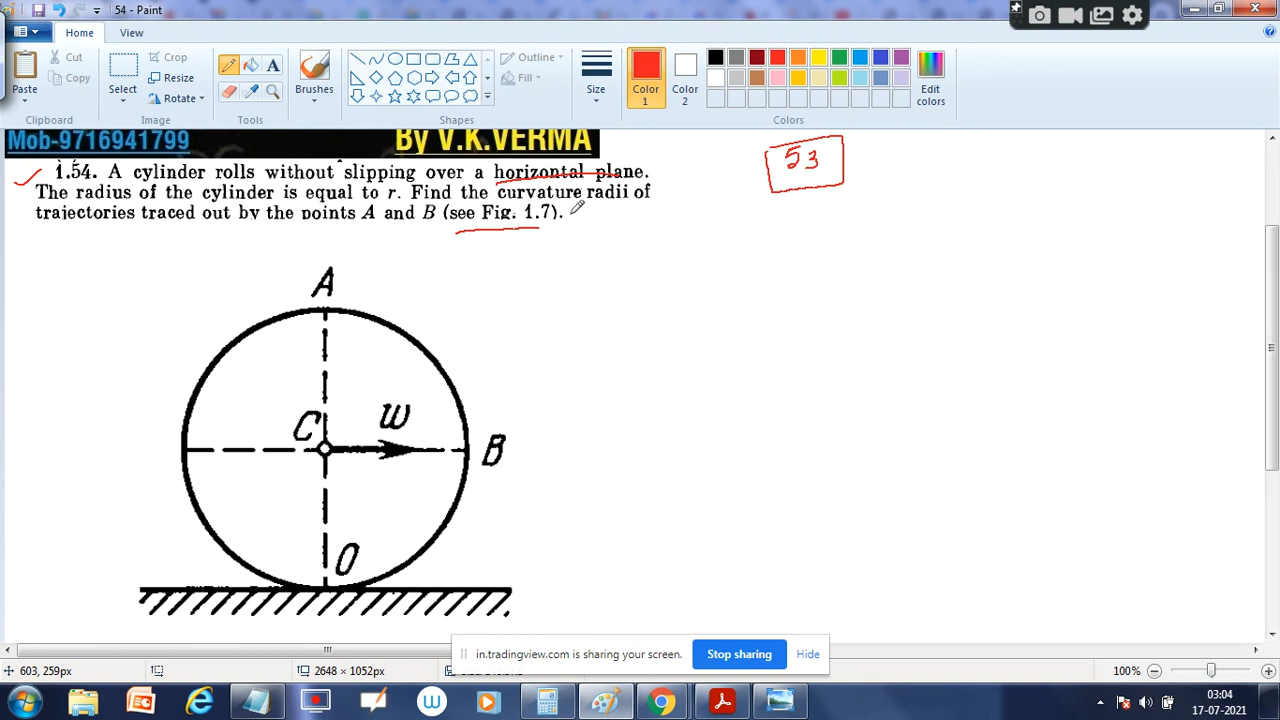 54 - Paint
Home View
Paste
Cut
Copy
Clipboard
Select
Crop
Resize
Rotate
Image
A
Tools
Brushes
Shapes
Outline
Fill
Size
Color 1
Color 2
Edit colors
Colors
Mob-9716941799 By V.K.VERMA
53
1.54. A cylinder rolls without slipping over a horizontal plane.
The radius of the cylinder is equal to r. Find the curvature radii of
trajectories traced out by the points A and B (see Fig. 1.7).
A
C w B
O
in.tradingview.com is sharing your screen. Stop sharing Hide
603, 259px 2648 × 1052px 100%
03:04
17-07-2021